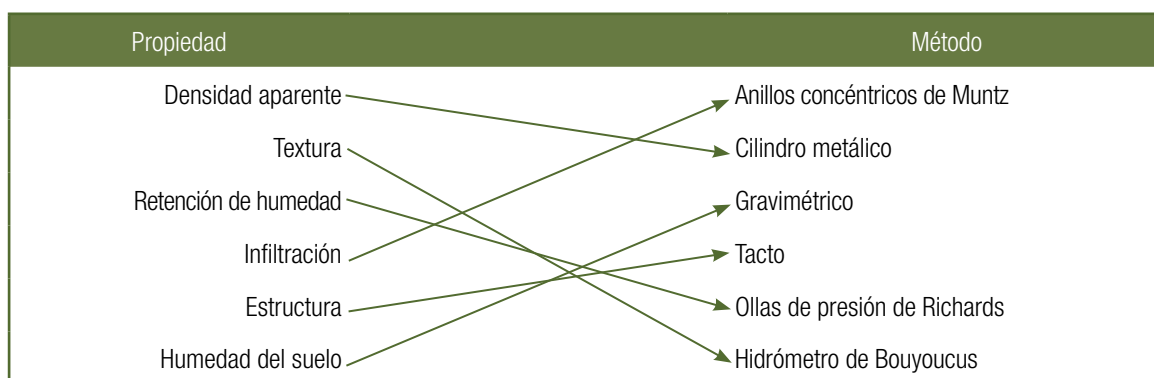 Propiedad Método
Densidad aparente Anillos concéntricos de Muntz
Textura Cilindro metálico
Retención de humedad Gravimétrico
Infiltración Tacto
Estructura Ollas de presión de Richards
Humedad del suelo Hidrómetro de Bouyoucus